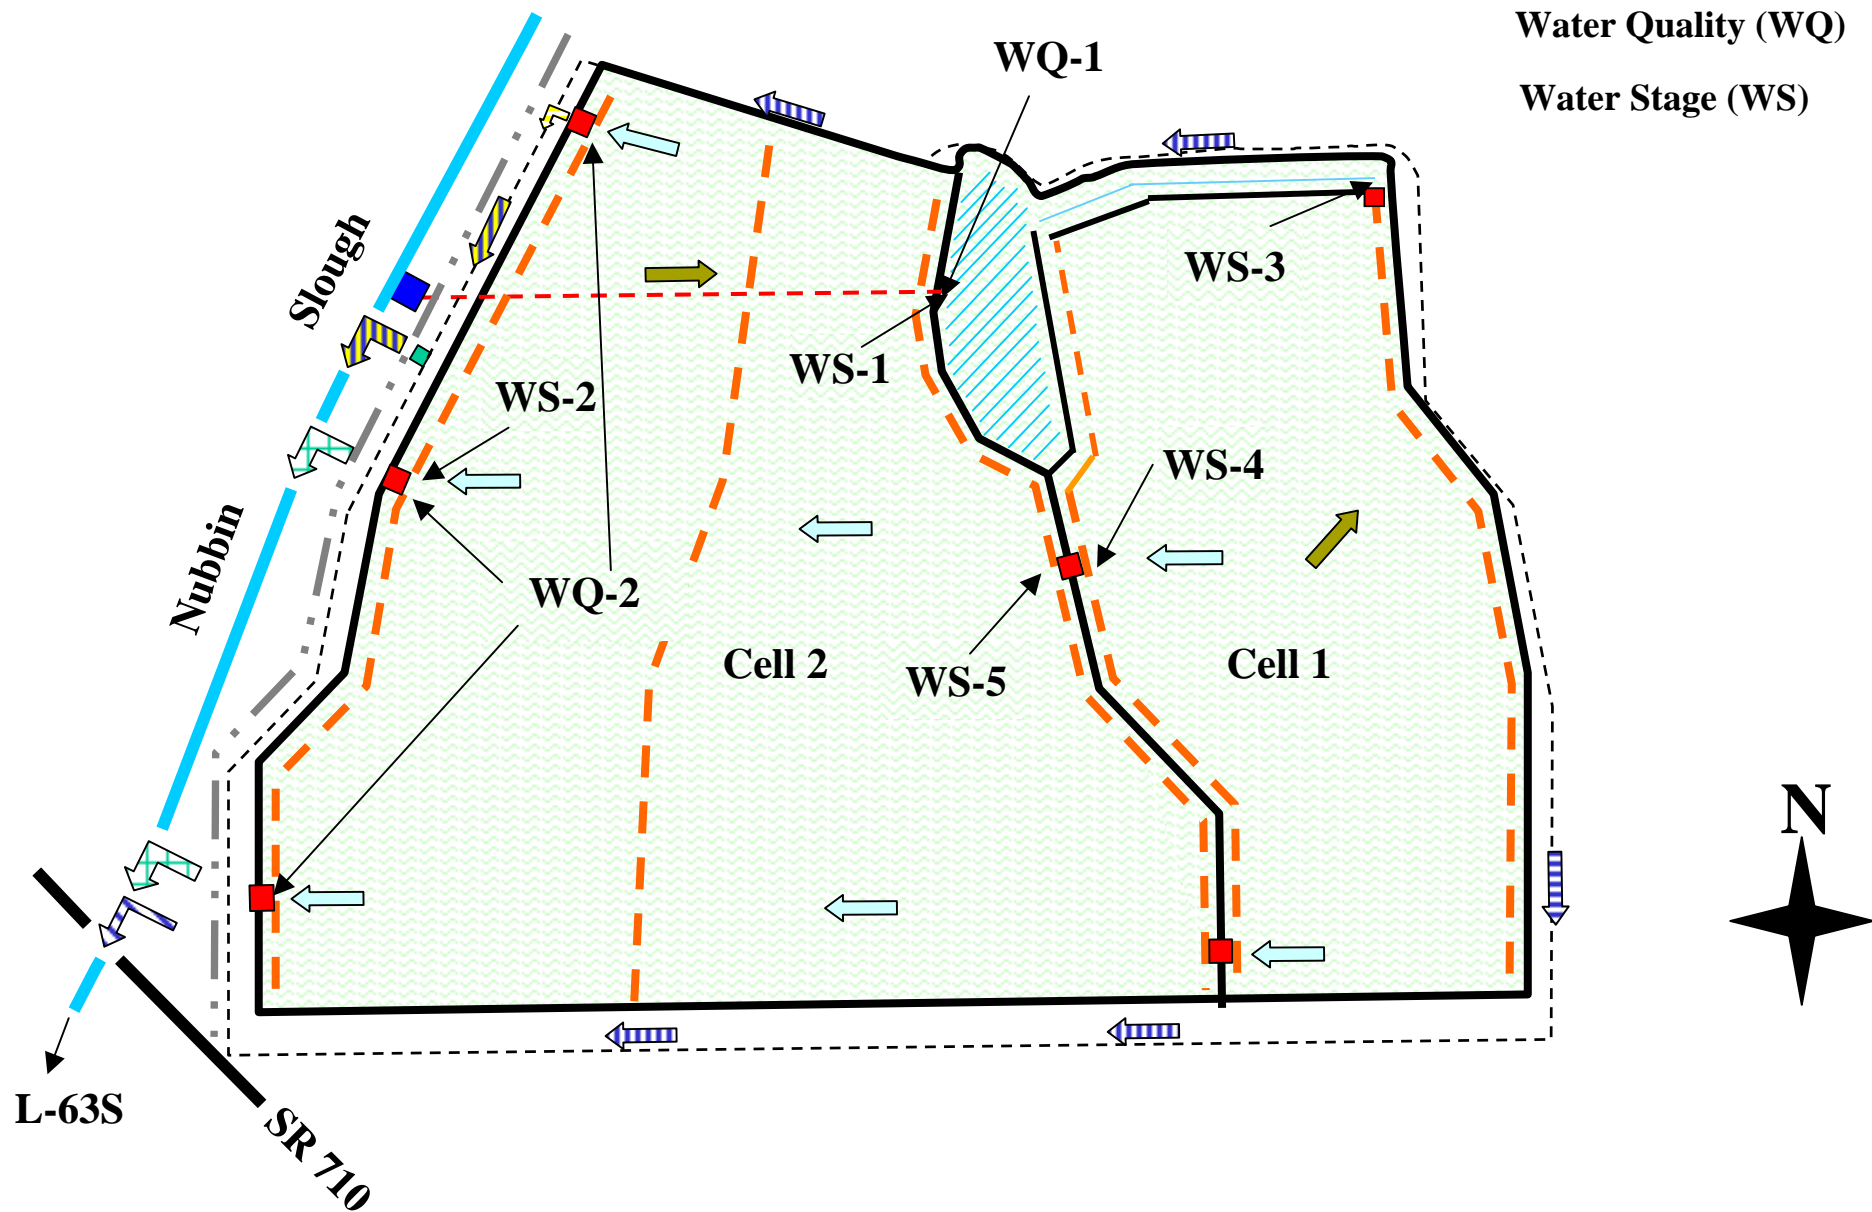 Water Quality (WQ)
WQ-1
Water Stage (WS)
Slough
WS-3
WS-1
WS-2
WS-4
Nubbin
WQ-2
Cell 2
WS-5
Cell 1
N
L-63S
SR 710